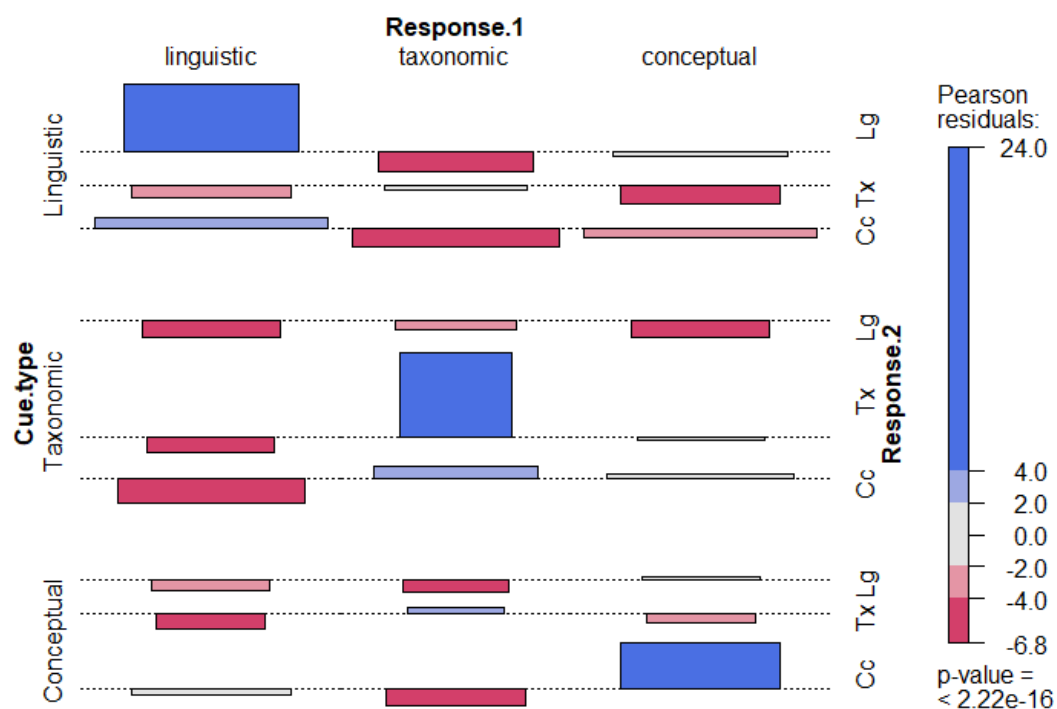 Response.1
linguistic taxonomic conceptual
Cue.type
Linguistic
Taxonomic
Conceptual
Lg
Tx
Cc
Lg
Tx
Cc
Lg
Tx
Cc
Response.2
Pearson
residuals:
24.0
4.0
2.0
0.0
-2.0
-4.0
-6.8
p-value =
< 2.22e-16